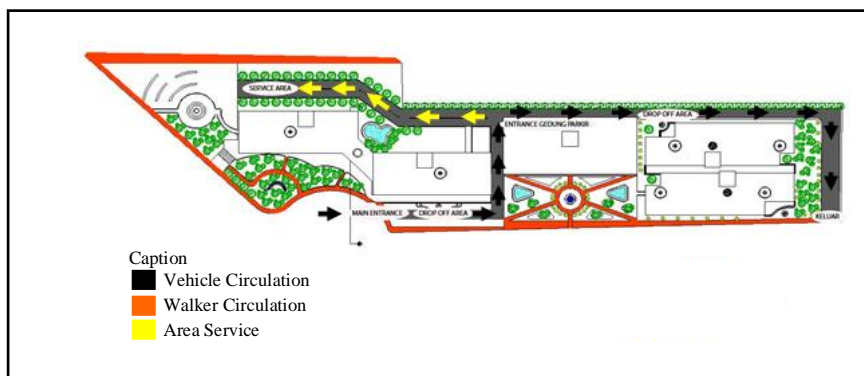 SERVICE AREA
DROP OFF AREA
ENTRANCE GEDUNG PARKIR
MAIN ENTRANCE
DROP OFF AREA
KELUAR
Caption
Vehicle Circulation
Walker Circulation
Area Service